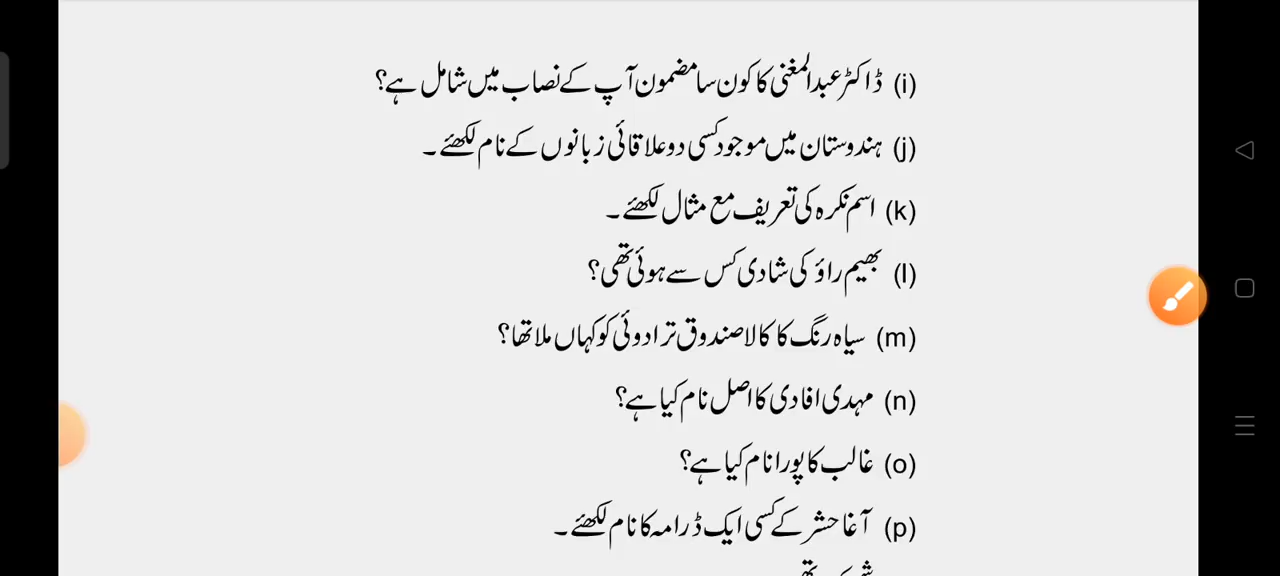 (i) ڈاکٹر عبدالمغنی کا کون سا مضمون آپ کے نصاب میں شامل ہے؟
(j) ہندوستان میں موجود کسی دو علاقائی زبانوں کے نام لکھئے۔
(k) اسم نکرہ کی تعریف مع مثال لکھئے۔
(l) بھیم راؤ کی شادی کس سے ہوئی تھی؟
(m) سیاہ رنگ کا کالا صندوق ترادوئی کو کہاں ملا تھا؟
(n) مہدی افادی کا اصل نام کیا ہے؟
(o) غالب کا پورا نام کیا ہے؟
(p) آغا حشر کے کسی ایک ڈرامہ کا نام لکھئے۔